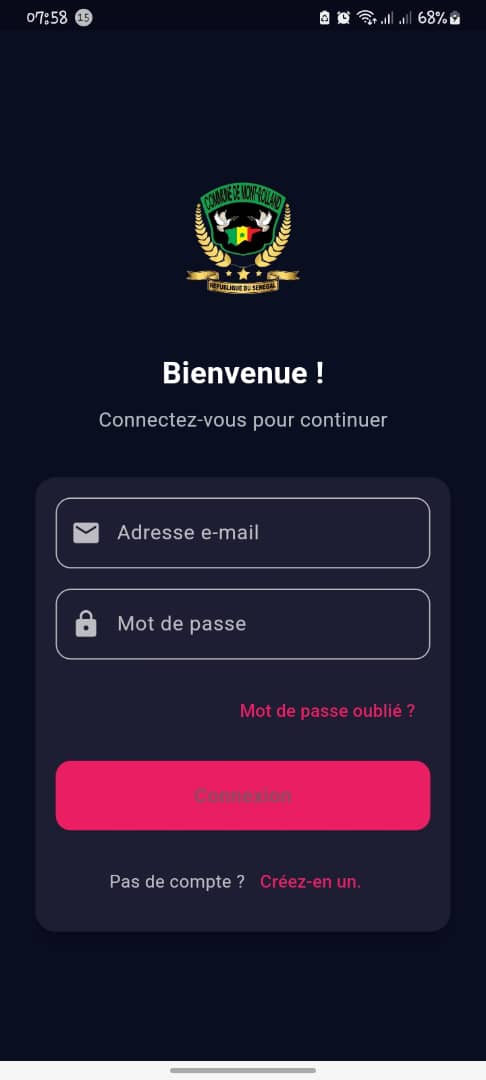 07:58 15 68%
COMMUNE DE MONT-ROLLAND
REPUBLIQUE DU SENEGAL
Bienvenue !
Connectez-vous pour continuer
Adresse e-mail
Mot de passe
Mot de passe oublié ?
Connexion
Pas de compte ? Créez-en un.